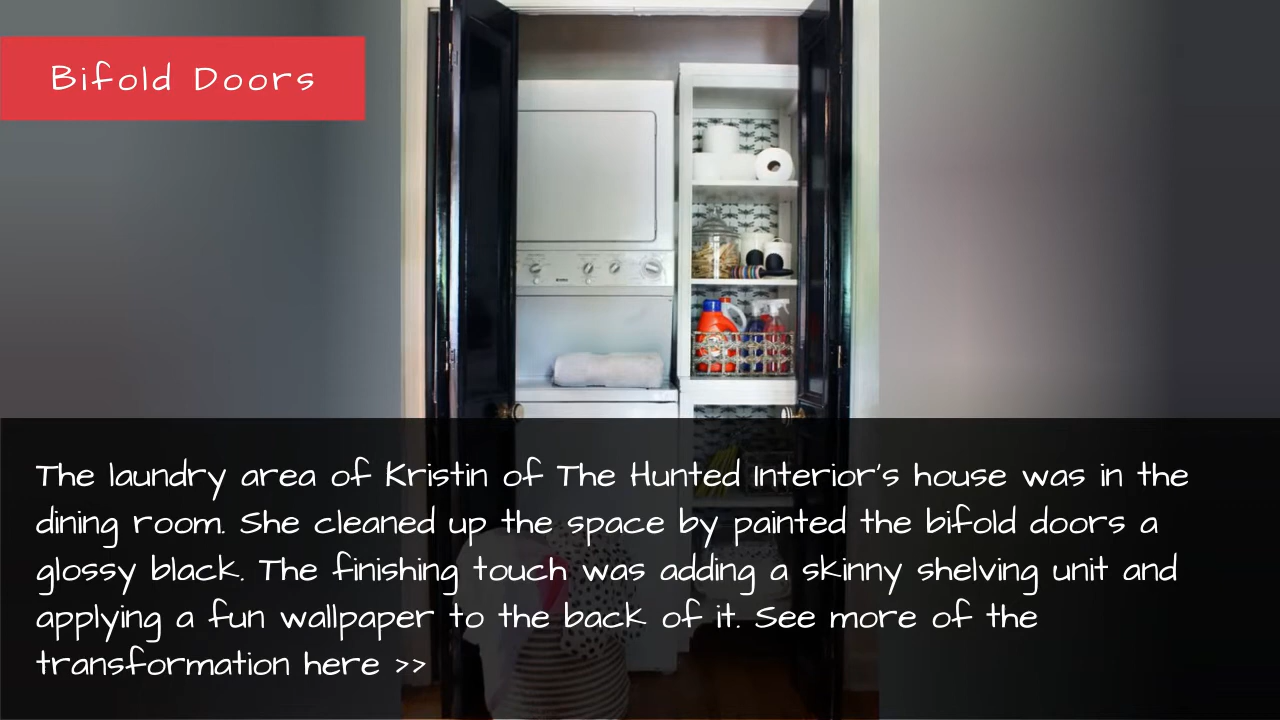 Bifold Doors
The laundry area of Kristin of The Hunted Interior's house was in the
dining room. She cleaned up the space by painted the bifold doors a
glossy black. The finishing touch was adding a skinny shelving unit and
applying a fun wallpaper to the back of it. See more of the
transformation here >>